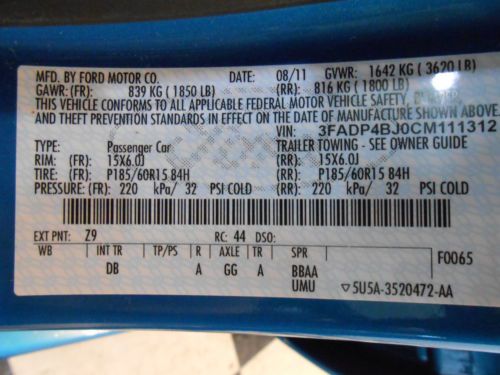 MFD. BY FORD MOTOR CO. DATE: 08/11 GVWR: 1642 KG (3620 LB)
GAWR: (FR): 839 KG (1850 LB) (RR): 816 KG (1800 LB)
THIS VEHICLE CONFORMS TO ALL APPLICABLE FEDERAL MOTOR VEHICLE SAFETY, BUMPER,
AND THEFT PREVENTION STANDARDS IN EFFECT ON THE DATE OF MANUFACTURE SHOWN ABOVE.
VIN: 3FADP4BJ0CM111312
TYPE: Passenger Car TRAILER TOWING - SEE OWNER GUIDE
RIM: (FR): 15X6.0J (RR): 15X6.0J
TIRE: (FR): P185/60R15 84H (RR): P185/60R15 84H
PRESSURE: (FR): 220 kPa/ 32 PSI COLD (RR): 220 kPa/ 32 PSI COLD
EXT PNT: Z9 RC: 44 DSO: F0065
WB INT TR TP/PS R AXLE TR SPR
DB A GG A BBAA
UMU ▽5U5A-3520472-AA